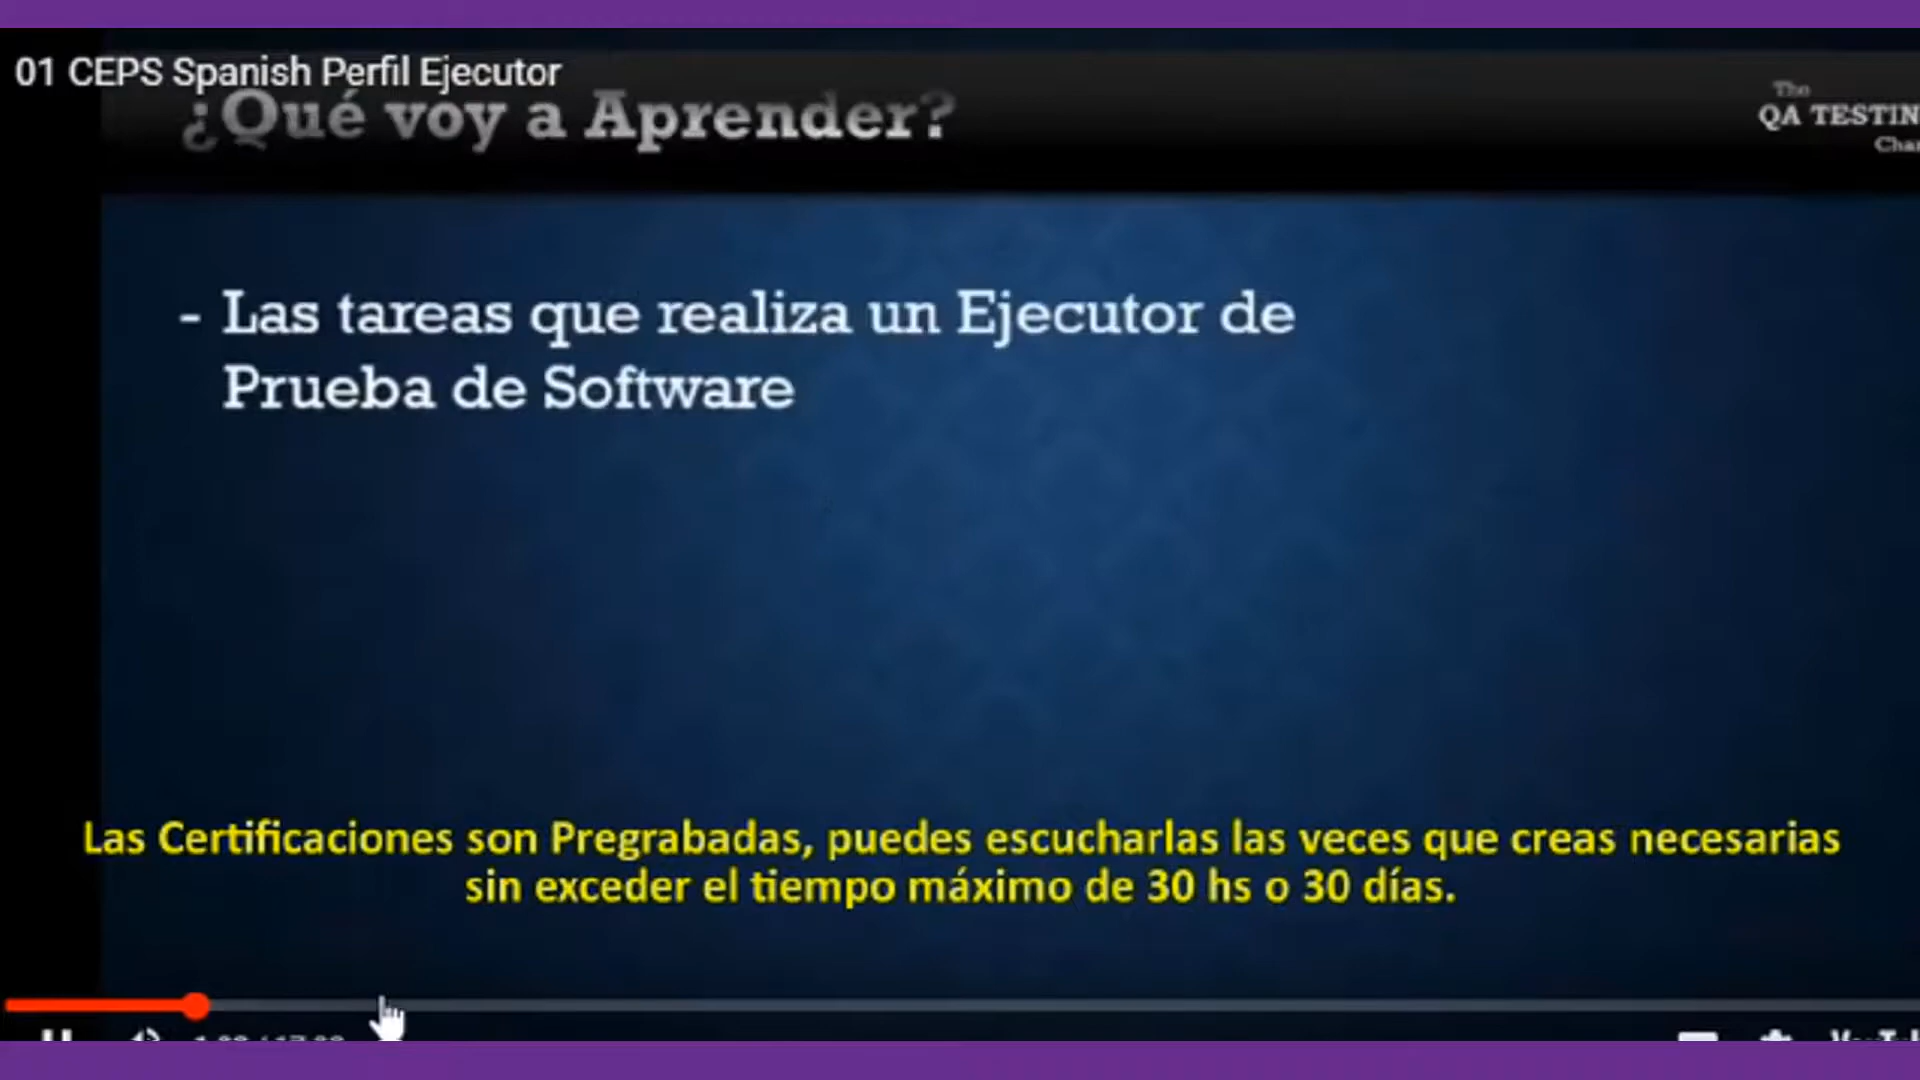 01 CEPS Spanish Perfil Ejecutor
¿Qué voy a Aprender?
The
QA TESTIN
Cha
- Las tareas que realiza un Ejecutor de
Prueba de Software
Las Certificaciones son Pregrabadas, puedes escucharlas las veces que creas necesarias
sin exceder el tiempo máximo de 30 hs o 30 días.